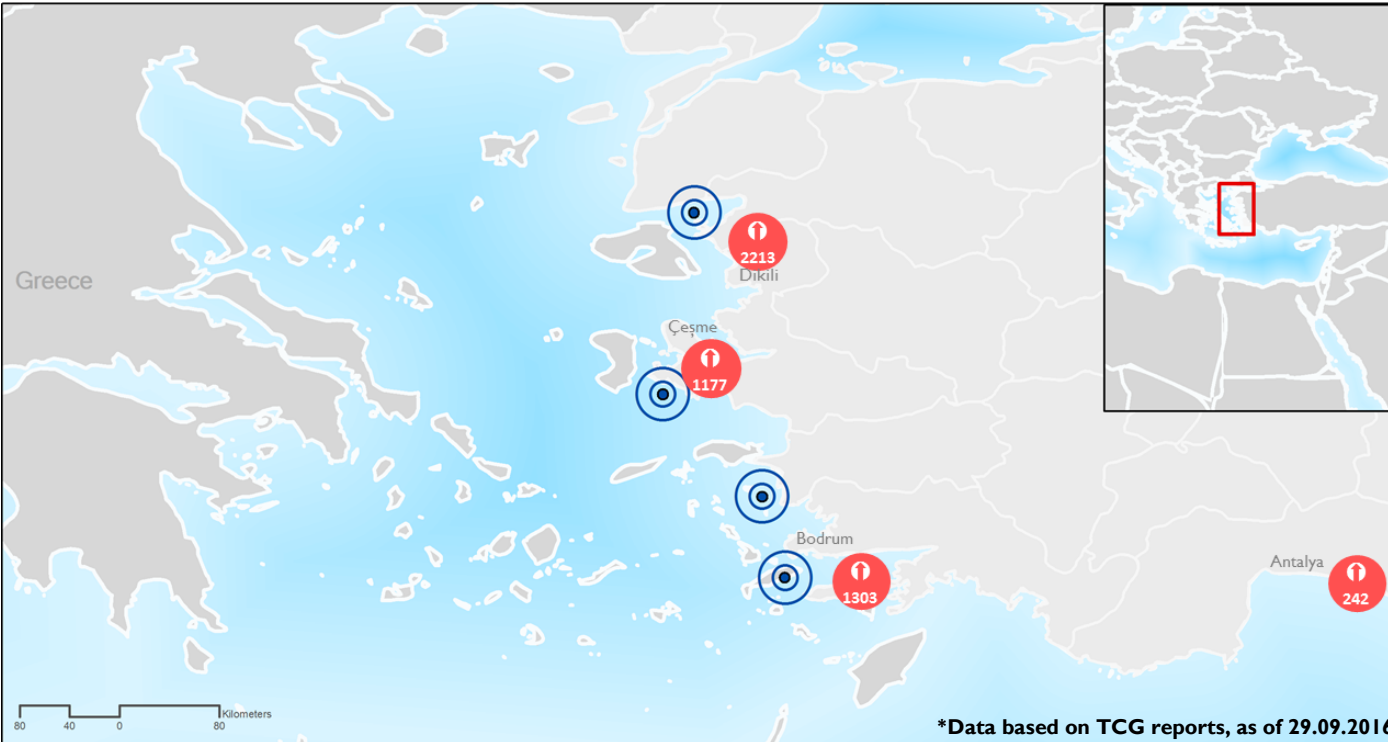 2213
Dikili
Greece
Çeşme
1177
Bodrum
1303
Antalya
242
Kilometers
80 40 0 80
*Data based on TCG reports, as of 29.09.2016